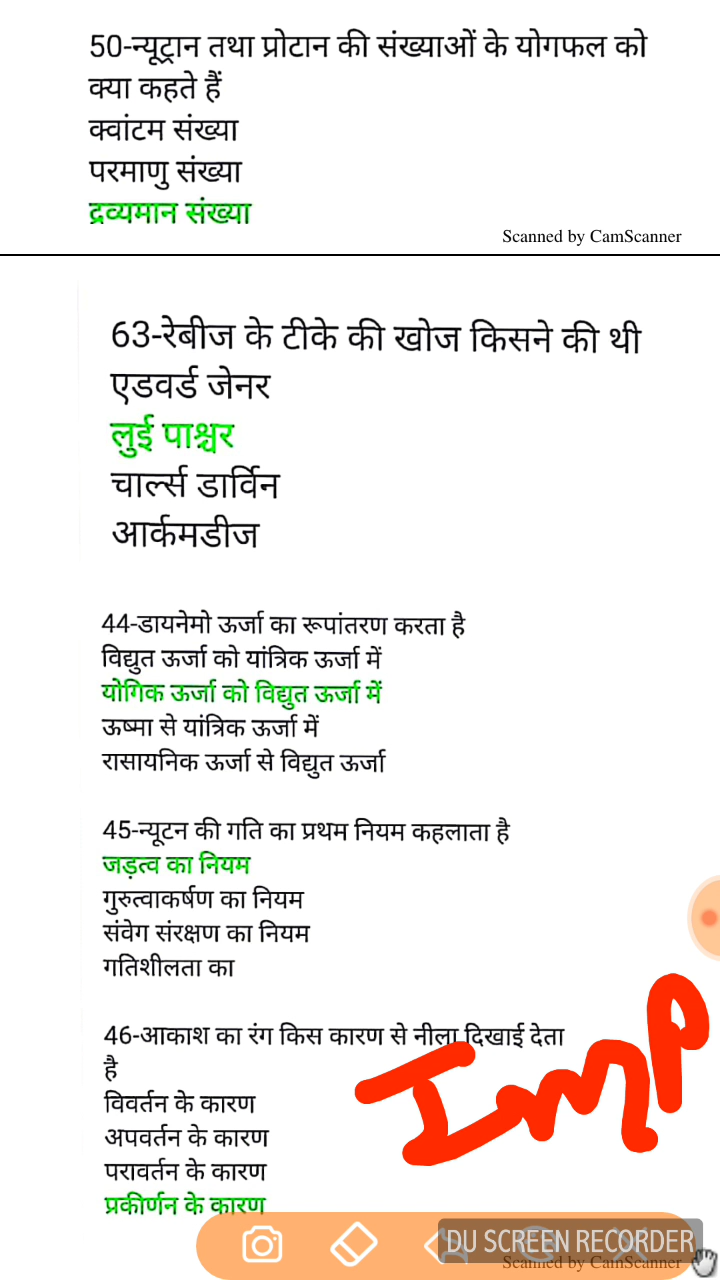 50-न्यूट्रान तथा प्रोटान की संख्याओं के योगफल को
क्या कहते हैं
क्वांटम संख्या
परमाणु संख्या
द्रव्यमान संख्या
Scanned by CamScanner
63-रेबीज के टीके की खोज किसने की थी
एडवर्ड जेनर
लुई पाश्चर
चार्ल्स डार्विन
आर्कमडीज
44-डायनेमो ऊर्जा का रूपांतरण करता है
विद्युत ऊर्जा को यांत्रिक ऊर्जा में
योगिक ऊर्जा को विद्युत ऊर्जा में
ऊष्मा से यांत्रिक ऊर्जा में
रासायनिक ऊर्जा से विद्युत ऊर्जा
45-न्यूटन की गति का प्रथम नियम कहलाता है
जड़त्व का नियम
गुरुत्वाकर्षण का नियम
संवेग संरक्षण का नियम
गतिशीलता का
46-आकाश का रंग किस कारण से नीला दिखाई देता
है
विवर्तन के कारण
अपवर्तन के कारण
परावर्तन के कारण
प्रकीर्णन के कारण
Imp
DU SCREEN RECORDER
Scanned by CamScanner